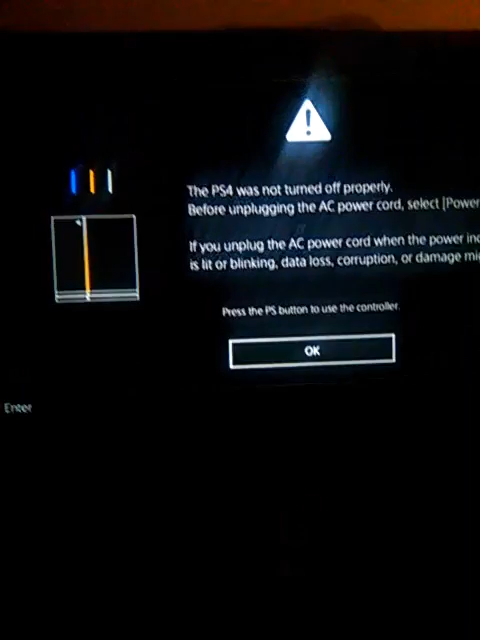 The PS4 was not turned off properly.
Before unplugging the AC power cord, select [Power
If you unplug the AC power cord when the power
is lit or blinking, data loss, corruption, or damage
Press the PS button to use the controller.
OK
Enter